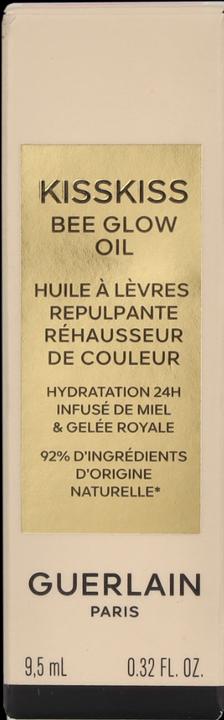 KISSKISS
BEE GLOW
OIL
HUILE À LÈVRES
REPULPANTE
RÉHAUSSEUR
DE COULEUR
HYDRATATION 24H
INFUSÉ DE MIEL
& GELÉE ROYALE
92% D'INGRÉDIENTS
D'ORIGINE
NATURELLE*
GUERLAIN
PARIS
9,5 mL 0.32 FL. OZ.